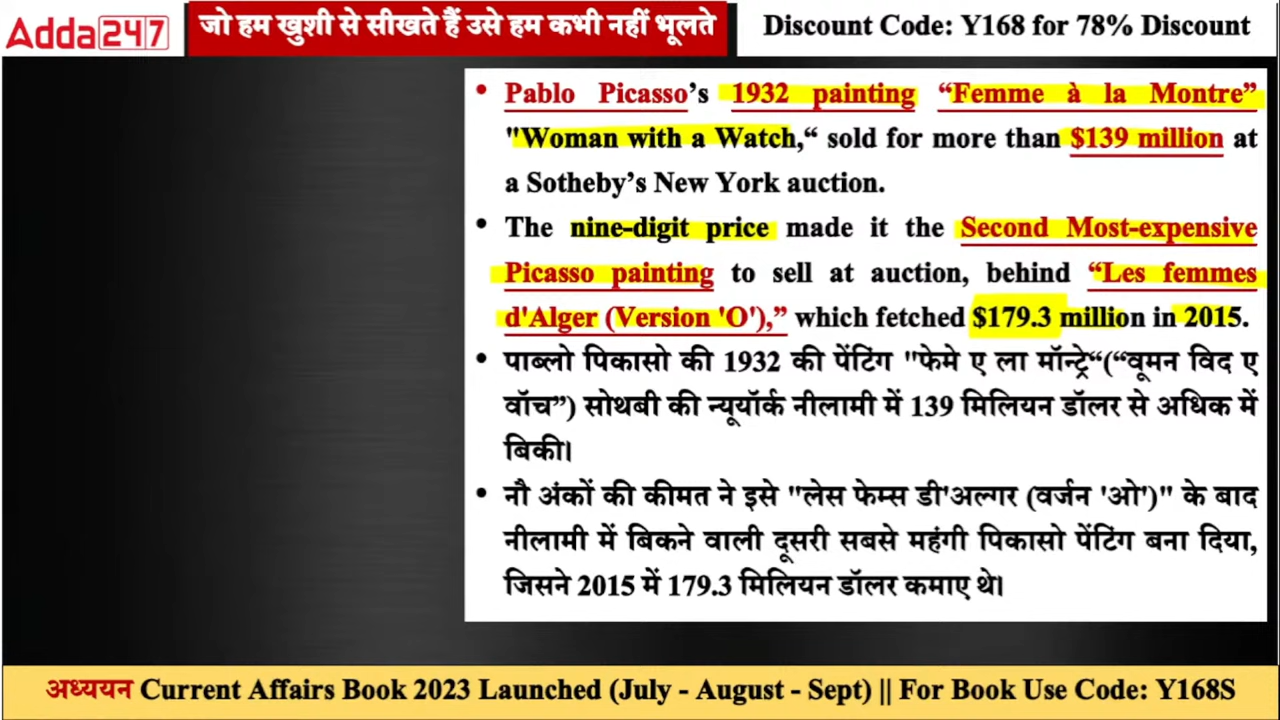 Adda247
जो हम खुशी से सीखते हैं उसे हम कभी नहीं भूलते
Discount Code: Y168 for 78% Discount
• Pablo Picasso’s 1932 painting “Femme à la Montre”
"Woman with a Watch,“ sold for more than $139 million at
a Sotheby’s New York auction.
• The nine-digit price made it the Second Most-expensive
Picasso painting to sell at auction, behind “Les femmes
d'Alger (Version 'O'),” which fetched $179.3 million in 2015.
• पाब्लो पिकासो की 1932 की पेंटिंग "फेमे ए ला मॉन्ट्रे“(“वूमन विद ए
वॉच”) सोथबी की न्यूयॉर्क नीलामी में 139 मिलियन डॉलर से अधिक में
बिकी।
• नौ अंकों की कीमत ने इसे "लेस फेम्स डी'अल्गर (वर्जन 'ओ')" के बाद
नीलामी में बिकने वाली दूसरी सबसे महंगी पिकासो पेंटिंग बना दिया,
जिसने 2015 में 179.3 मिलियन डॉलर कमाए थे।
अध्ययन Current Affairs Book 2023 Launched (July - August - Sept) || For Book Use Code: Y168S